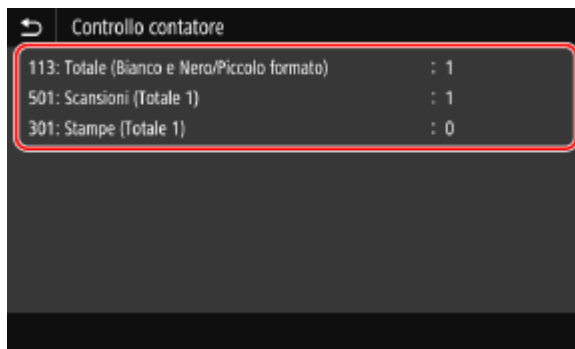 Controllo contatore
113: Totale (Bianco e Nero/Piccolo formato) : 1
501: Scansioni (Totale 1) : 1
301: Stampe (Totale 1) : 0